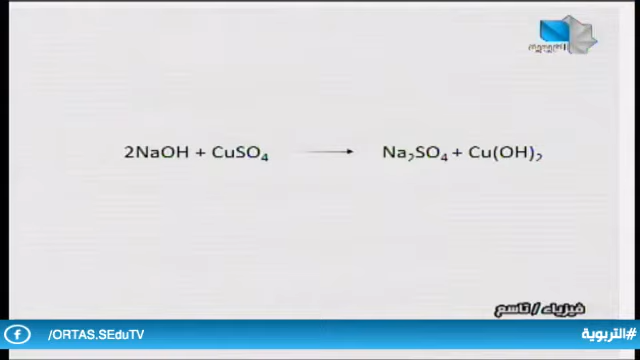 2NaOH + CuSO₄ → Na₂SO₄ + Cu(OH)₂
فيزياء / تاسع
/ORTAS.SEduTV
#التربوية